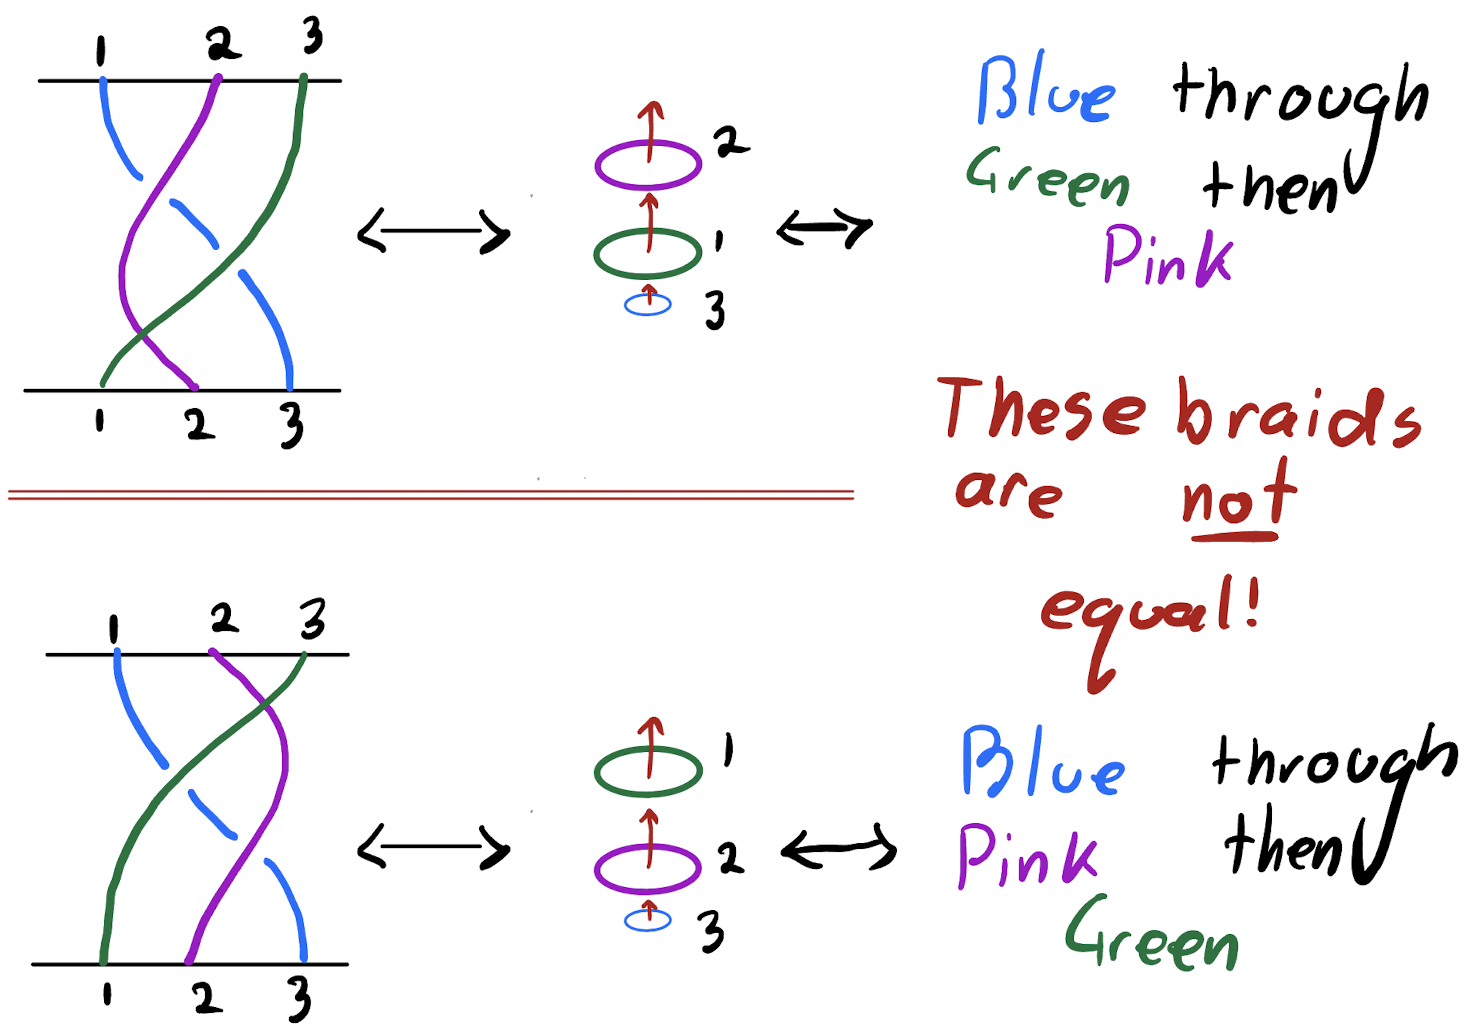 1 2 3
Blue through
Green then
Pink
2
1
3
1 2 3
These braids
are not
equal!
1 2 3
Blue through
Pink then
Green
1
2
3
1 2 3